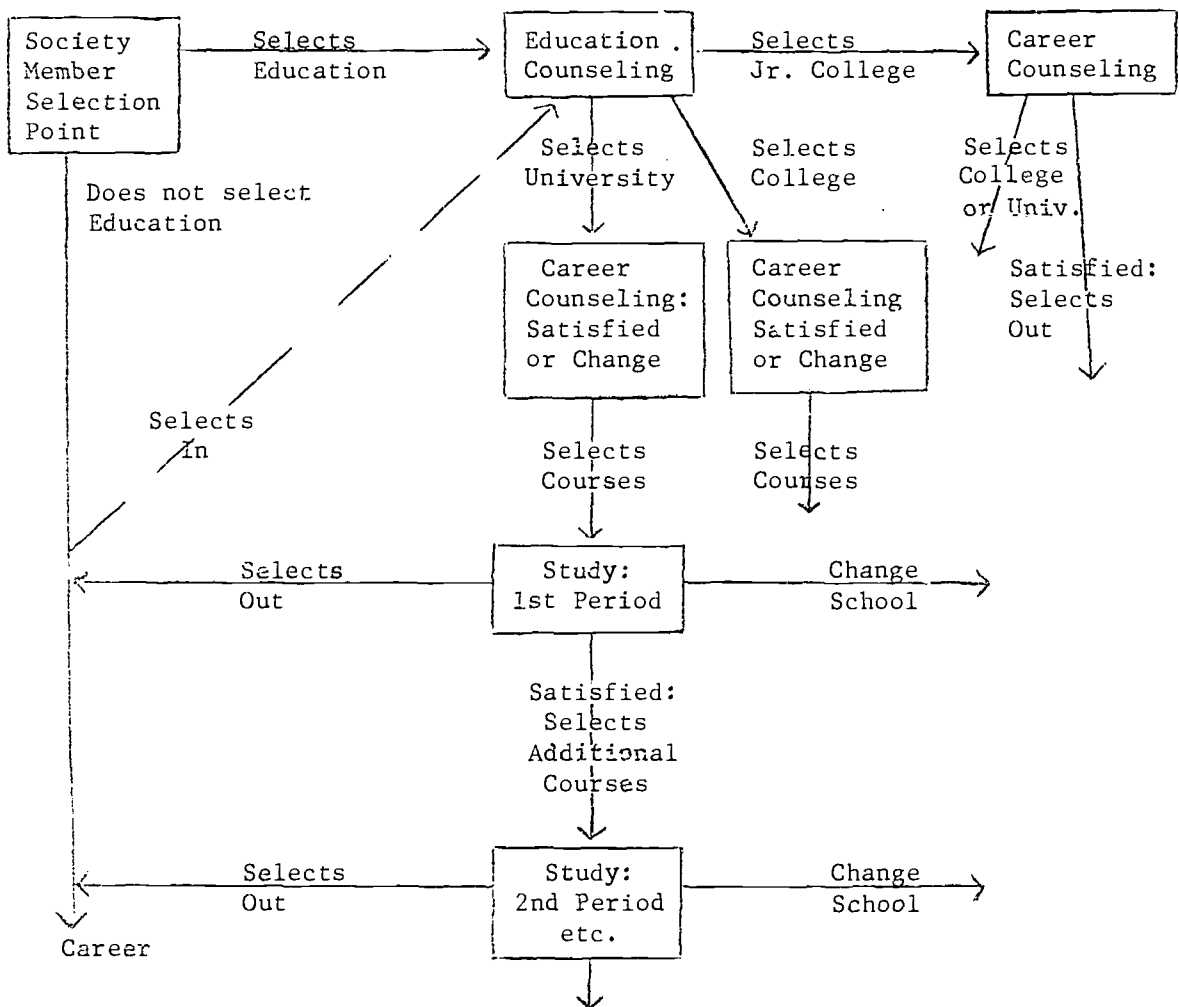 Society
Member
Selection
Point
Selects
Education
Education .
Counseling
Selects
Jr. College
Career
Counseling
Does not select
Education
Selects
University
Selects
College
Selects
College
or Univ.
Satisfied:
Selects
Out
Career
Counseling:
Satisfied
or Change
Career
Counseling
Satisfied
or Change
Selects
In
Selects
Courses
Selects
Courses
Selects
Out
Study:
1st Period
Change
School
Satisfied:
Selects
Additional
Courses
Selects
Out
Study:
2nd Period
etc.
Change
School
Career